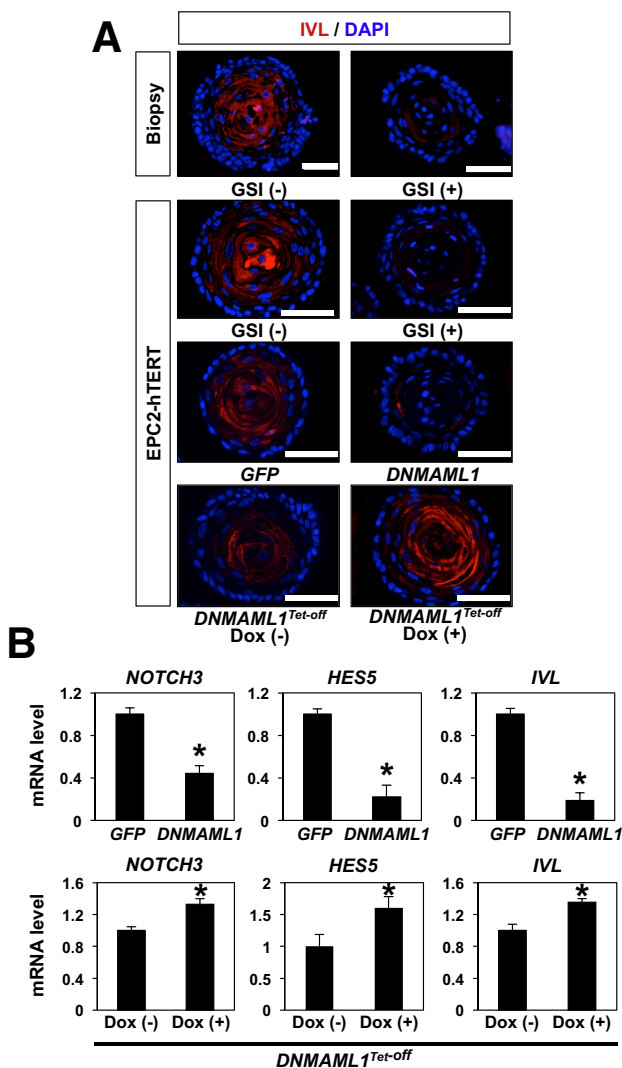 A
IVL / DAPI
Biopsy
GSI (-) GSI (+)
EPC2-hTERT
GSI (-) GSI (+)
GFP DNMAML1
DNMAML1Tet-off DNMAML1Tet-off
Dox (-) Dox (+)
B
NOTCH3 HES5 IVL
mRNA level
1.2 1.2 1.2
0.8 0.8 0.8
0.4 0.4 0.4
0 0 0
* * *
GFP DNMAML1 GFP DNMAML1 GFP DNMAML1
NOTCH3 HES5 IVL
mRNA level
1.6 2 1.6
1.2 1.5 1.2
0.8 1 0.8
0.4 0.5 0.4
0 0 0
* * *
Dox (-) Dox (+) Dox (-) Dox (+) Dox (-) Dox (+)
DNMAML1Tet-off